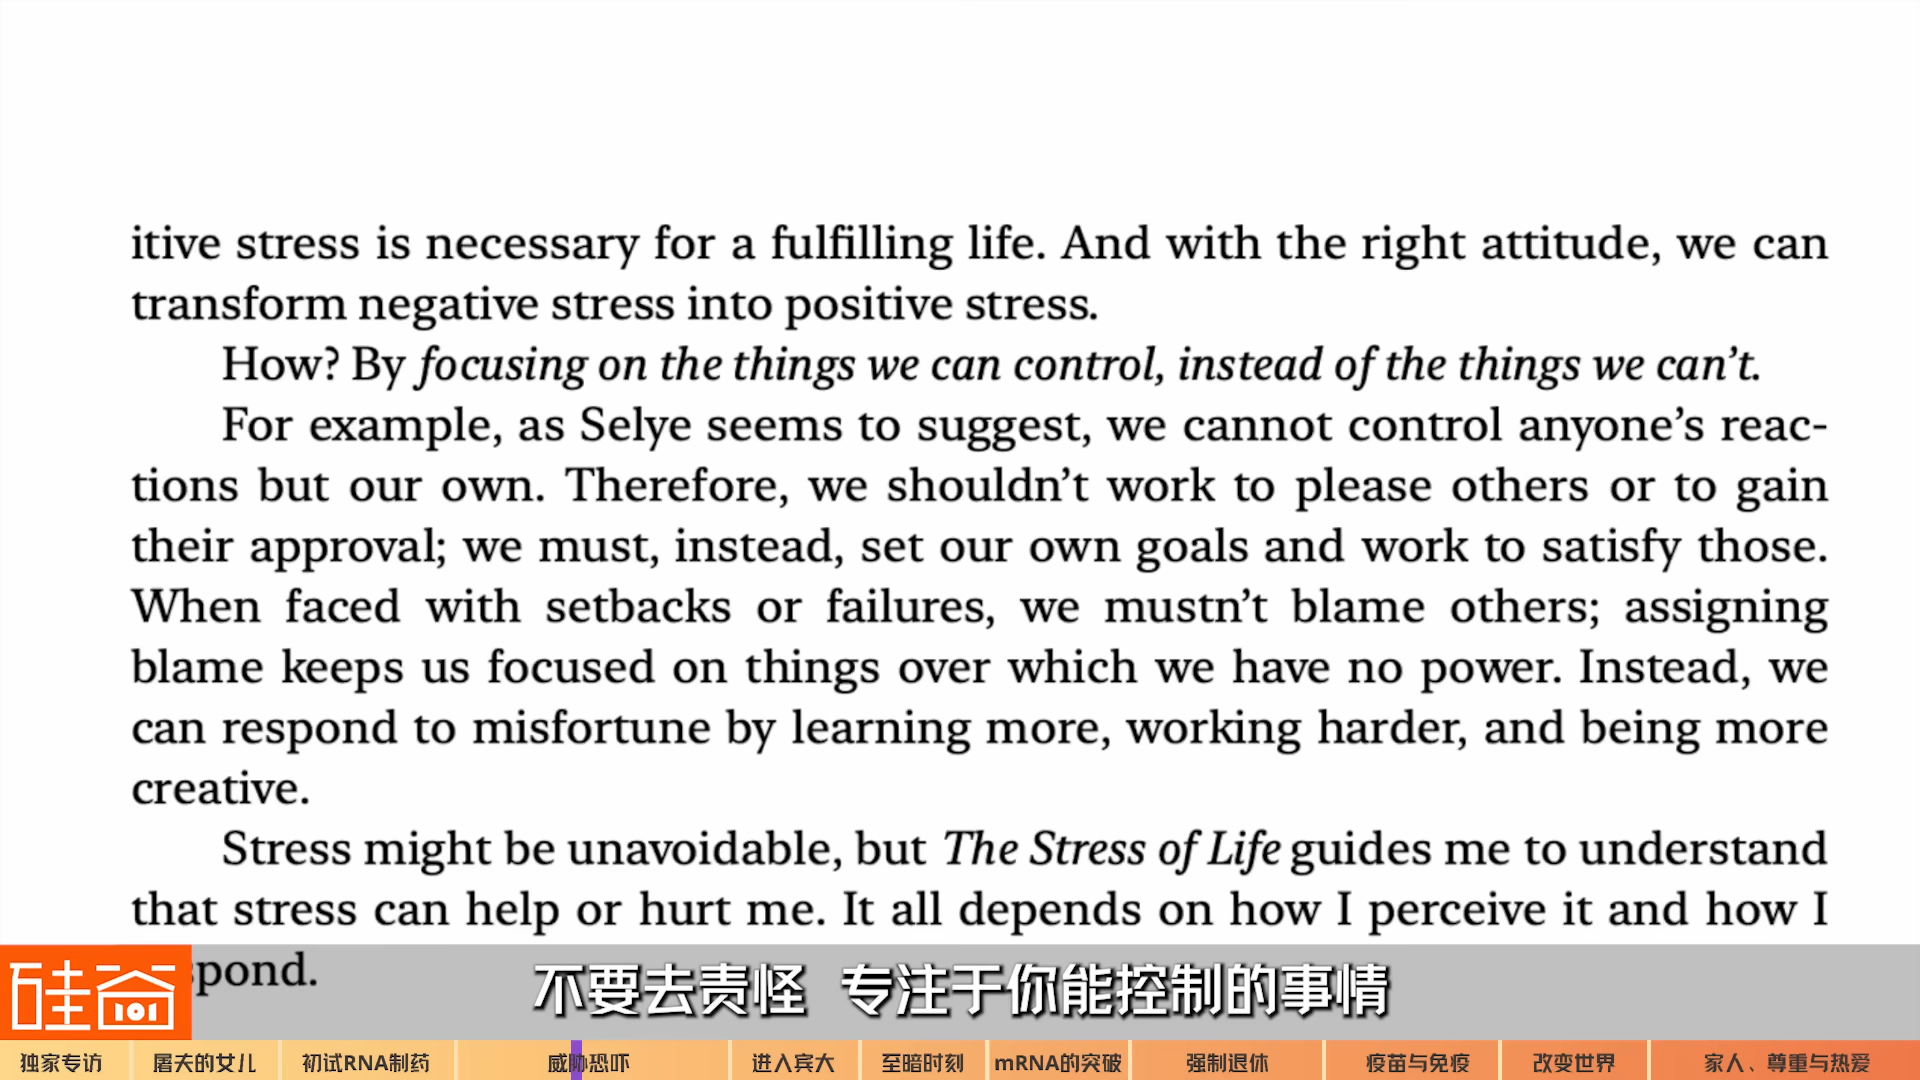 itive stress is necessary for a fulfilling life. And with the right attitude, we can
transform negative stress into positive stress.
How? By focusing on the things we can control, instead of the things we can’t.
For example, as Selye seems to suggest, we cannot control anyone’s reac-
tions but our own. Therefore, we shouldn’t work to please others or to gain
their approval; we must, instead, set our own goals and work to satisfy those.
When faced with setbacks or failures, we mustn’t blame others; assigning
blame keeps us focused on things over which we have no power. Instead, we
can respond to misfortune by learning more, working harder, and being more
creative.
Stress might be unavoidable, but The Stress of Life guides me to understand
that stress can help or hurt me. It all depends on how I perceive it and how I
spond.
硅谷101
不要去责怪 专注于你能控制的事情
独家专访 屠夫的女儿 初试RNA制药 威胁恐吓 进入宾大 至暗时刻 mRNA的突破 强制退休 疫苗与免疫 改变世界 家人、尊重与热爱